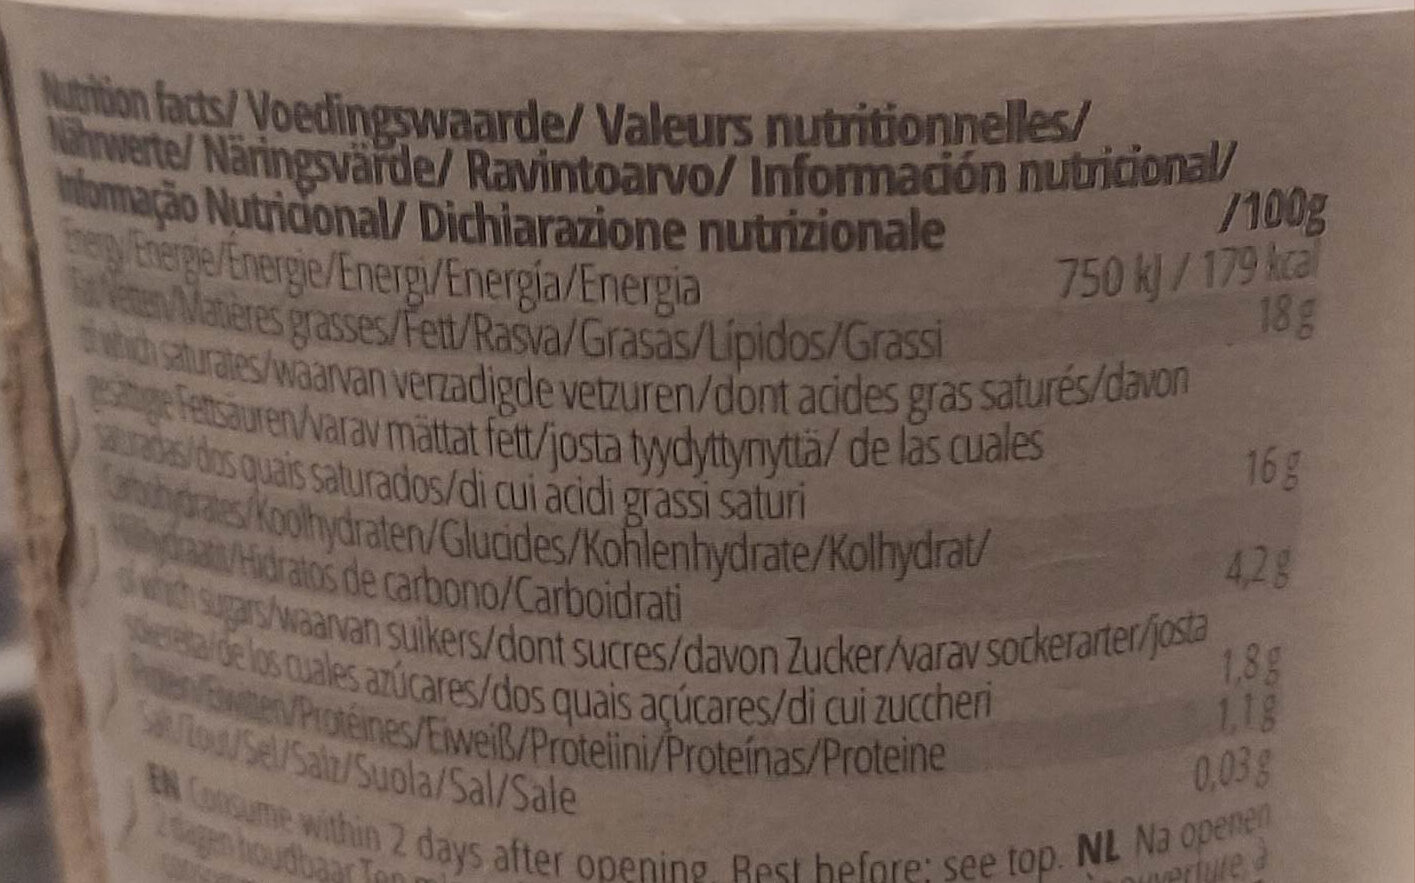 Nutrition facts/ Voedingswaarde/ Valeurs nutritionnelles/
Nährwerte/ Näringsvärde/ Ravintoarvo/ Información nutricional/
Informação Nutricional/ Dichiarazione nutrizionale /100g
Energy/Energie/Énergie/Energi/Energía/Energia 750 kJ / 179 kcal
Fat/Vetten/Matières grasses/Fett/Rasva/Grasas/Lípidos/Grassi 18 g
of which saturates/waarvan verzadigde vetzuren/dont acides gras saturés/davon
gesättigte Fettsäuren/varav mättat fett/josta tyydyttynyttä/ de las cuales
saturadas/dos quais saturados/di cui acidi grassi saturi 16 g
Carbohydrates/Koolhydraten/Glucides/Kohlenhydrate/Kolhydrat/
Hiilihydraatit/Hidratos de carbono/Carboidrati 4,2 g
of which sugars/waarvan suikers/dont sucres/davon Zucker/varav sockerarter/josta
sokereita/de los cuales azúcares/dos quais açúcares/di cui zuccheri 1,8 g
Protein/Eiwitten/Protéines/Eiweiß/Proteiini/Proteínas/Proteine 1,1 g
Salt/Zout/Sel/Salz/Suola/Sal/Sale 0,03 g
EN Consume within 2 days after opening. Best before: see top. NL Na openen
2 dagen houdbaar